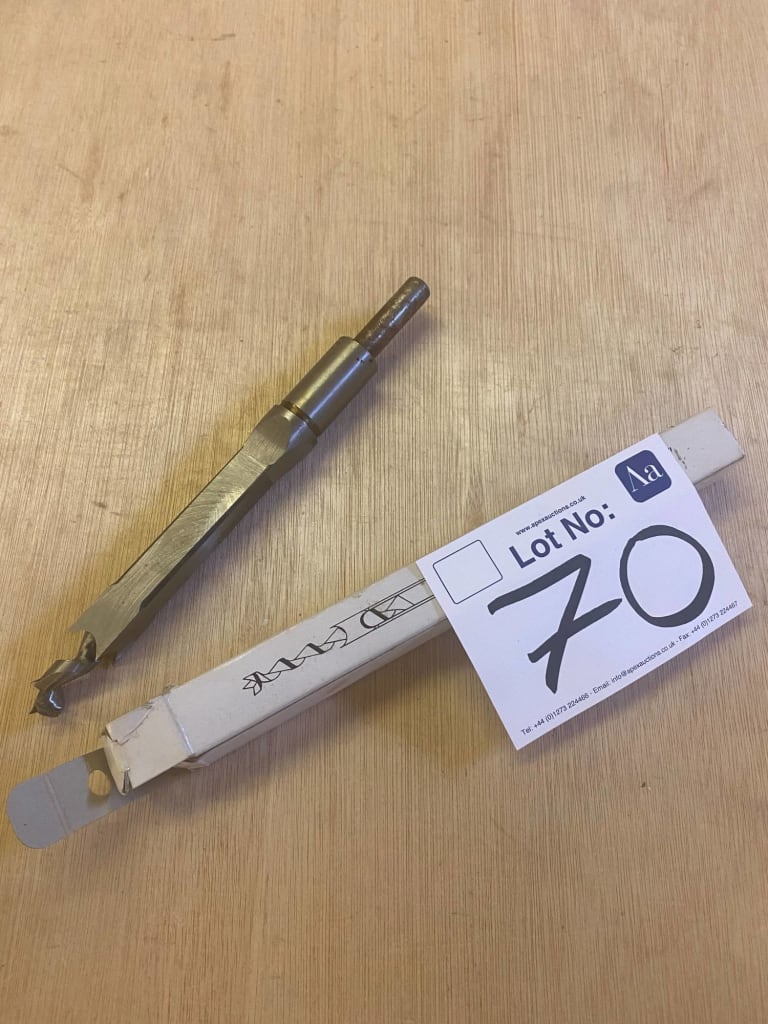 Aa
www.apexauctions.co.uk
Lot No:
70
Tel: +44 (0)1273 224466 - Email: info@apexauctions.co.uk - Fax: +44 (0)1273 224467